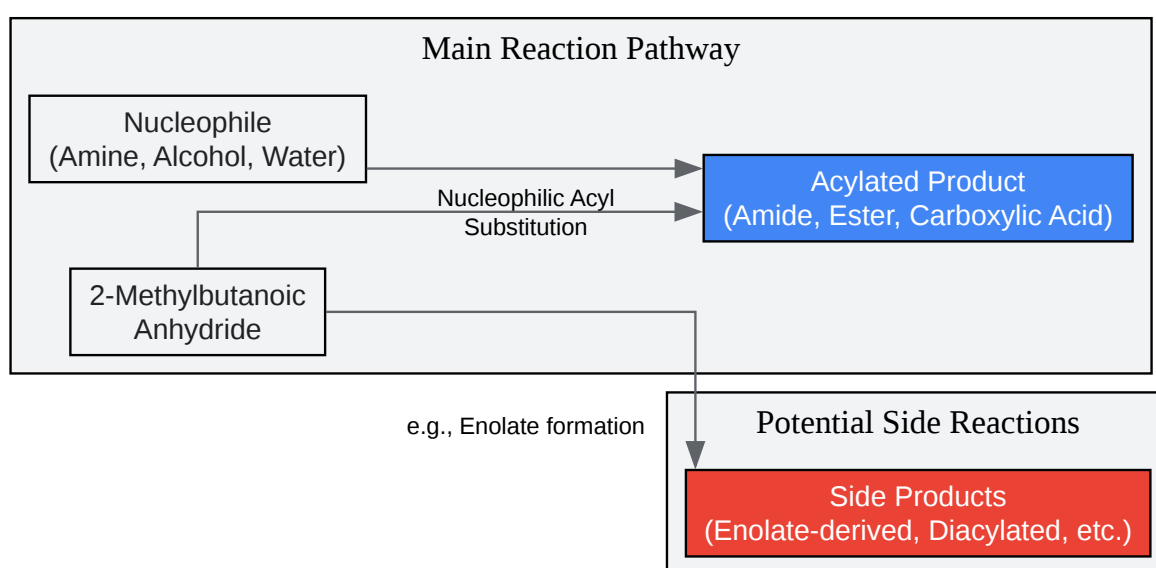 Main Reaction Pathway
Nucleophile
(Amine, Alcohol, Water)
Acylated Product
(Amide, Ester, Carboxylic Acid)
Nucleophilic Acyl
Substitution
2-Methylbutanoic
Anhydride
e.g., Enolate formation
Potential Side Reactions
Side Products
(Enolate-derived, Diacylated, etc.)